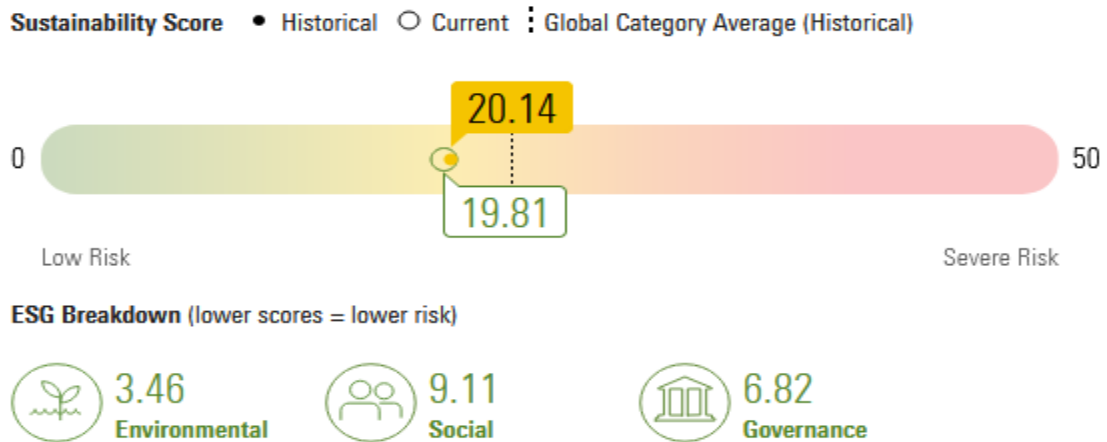 Sustainability Score Historical Current Global Category Average (Historical)
20.14
0 50
19.81
Low Risk Severe Risk
ESG Breakdown (lower scores = lower risk)
3.46 9.11 6.82
Environmental Social Governance